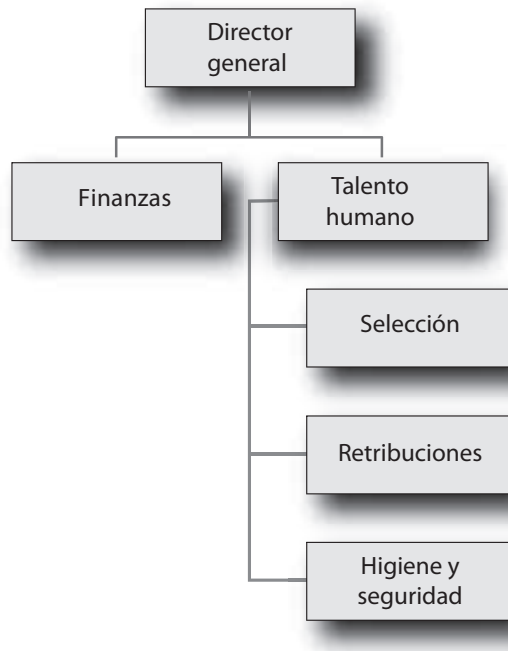 Director
general
Finanzas
Talento
humano
Selección
Retribuciones
Higiene y
seguridad